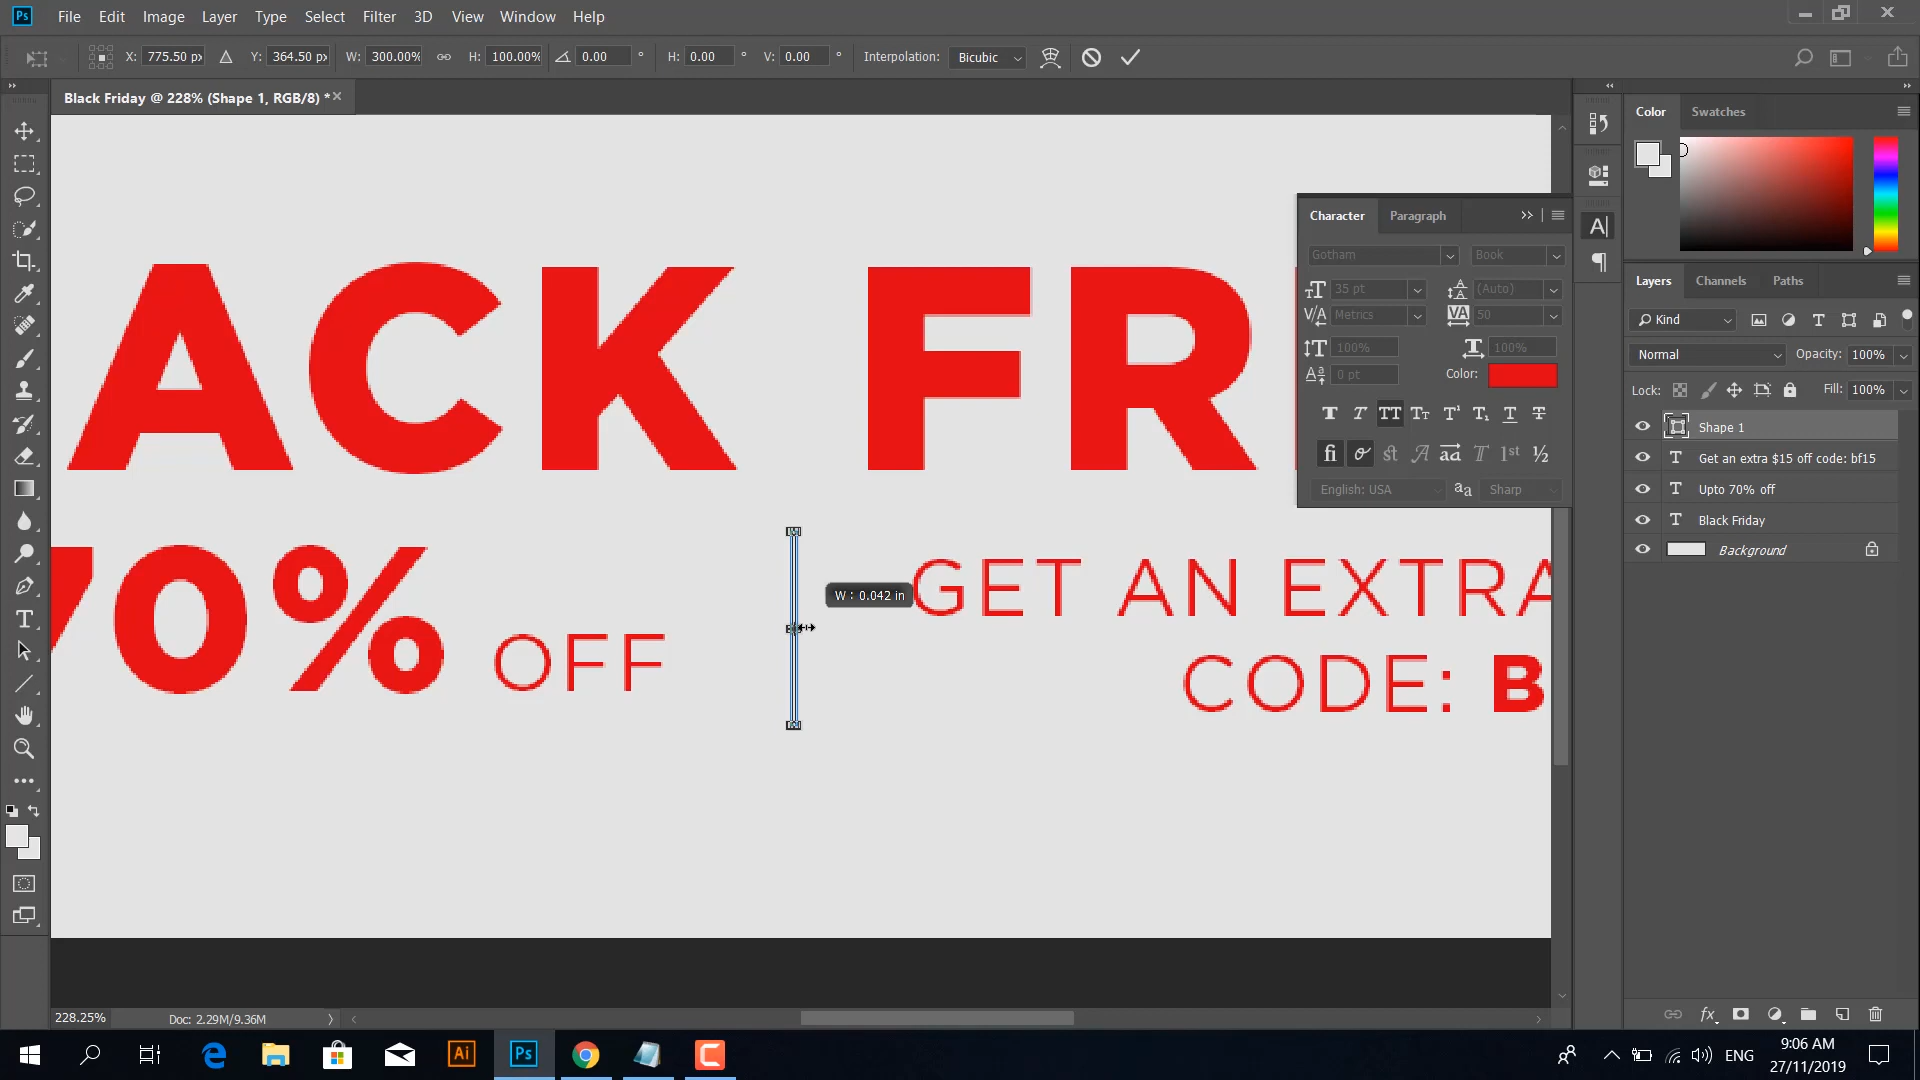 Ps File Edit Image Layer Type Select Filter 3D View Window Help
X: 775.50 px Y: 364.50 px W: 300.00% H: 100.00% 0.00 ° H: 0.00 ° V: 0.00 ° Interpolation: Bicubic
Black Friday @ 228% (Shape 1, RGB/8) *
Color Swatches
Character Paragraph
Gotham Book
35 pt (Auto)
Metrics 50
100% 100%
0 pt Color:
English: USA Sharp
Layers Channels Paths
Kind
Normal Opacity: 100%
Lock: Fill: 100%
Shape 1
Get an extra $15 off code: bf15
Upto 70% off
Black Friday
Background
ACK FR
70% OFF
W : 0.042 in
GET AN EXTRA
CODE: B
228.25% Doc: 2.29M/9.36M
Ai Ps ENG 9:06 AM
27/11/2019